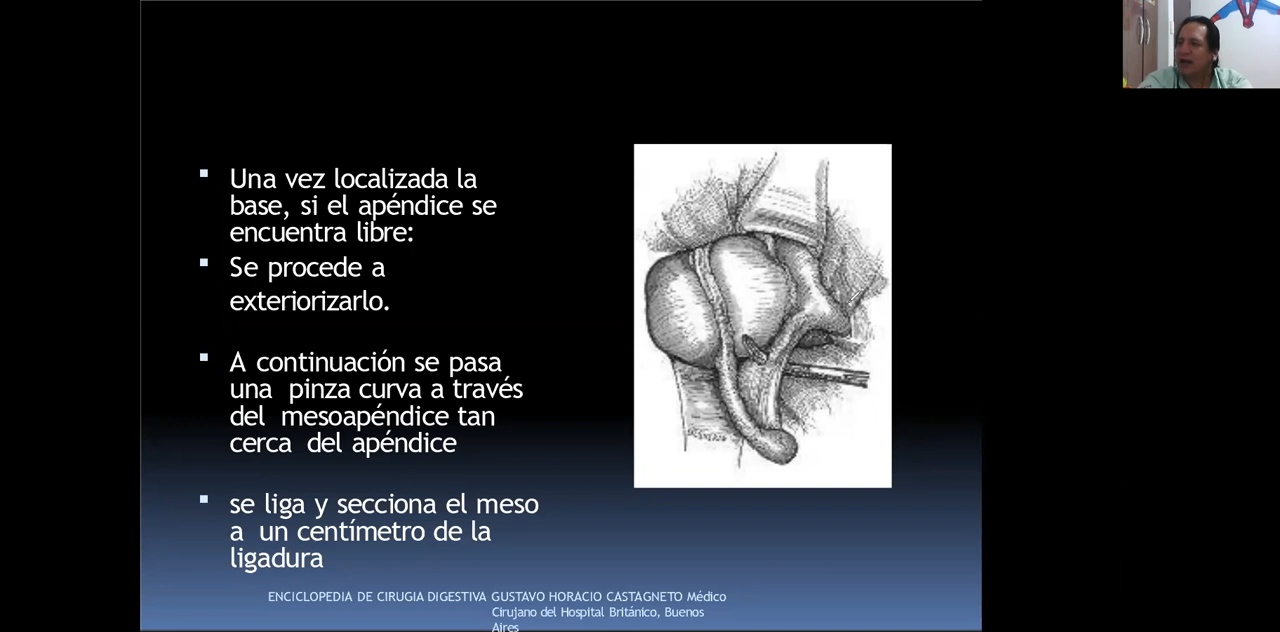 Una vez localizada la
base, si el apéndice se
encuentra libre:
Se procede a
exteriorizarlo.
A continuación se pasa
una pinza curva a través
del mesoapéndice tan
cerca del apéndice
se liga y secciona el meso
a un centímetro de la
ligadura
ENCICLOPEDIA DE CIRUGIA DIGESTIVA GUSTAVO HORACIO CASTAGNETO Médico
Cirujano del Hospital Británico, Buenos
Aires